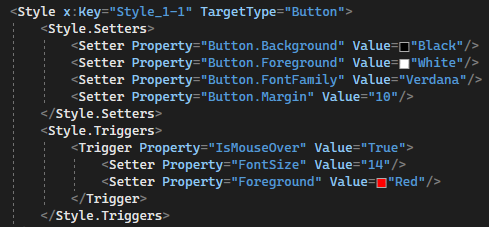 <Style x:Key="Style_1-1" TargetType="Button">
<Style.Setters>
<Setter Property="Button.Background" Value="Black"/>
<Setter Property="Button.Foreground" Value="White"/>
<Setter Property="Button.FontFamily" Value="Verdana"/>
<Setter Property="Button.Margin" Value="10"/>
</Style.Setters>
<Style.Triggers>
<Trigger Property="IsMouseOver" Value="True">
<Setter Property="FontSize" Value="14"/>
<Setter Property="Foreground" Value="Red"/>
</Trigger>
</Style.Triggers>